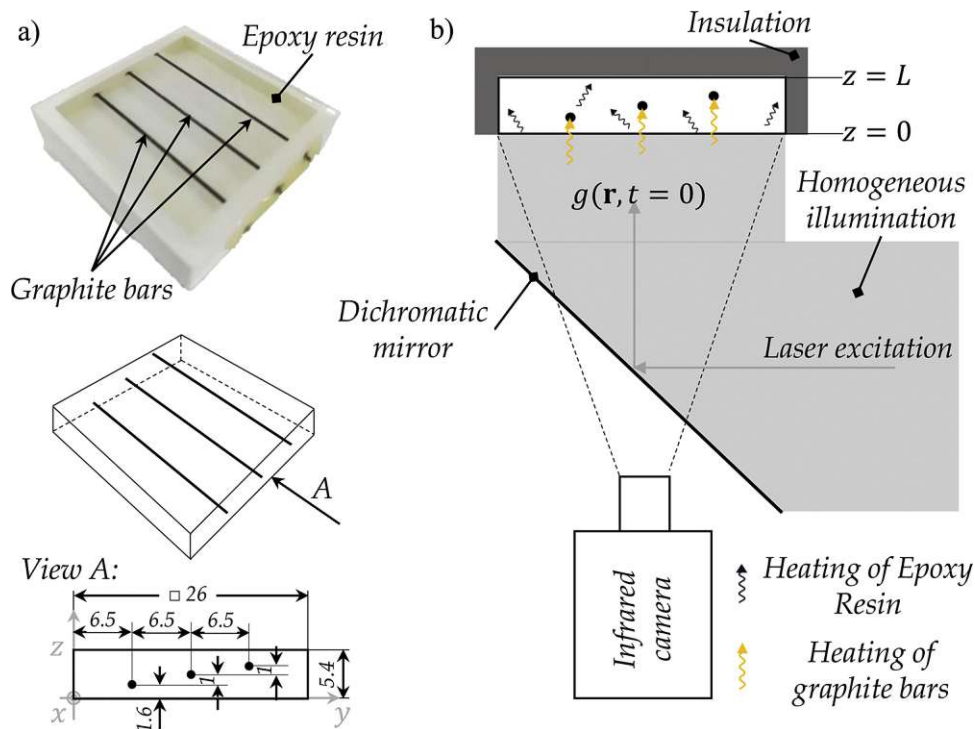 a)
Epoxy resin
Graphite bars
A
View A:
□ 26
6.5
6.5
6.5
z
1
1
5.4
x
1.6
y
b)
Insulation
z = L
z = 0
g(r, t = 0)
Homogeneous
illumination
Dichromatic
mirror
Laser excitation
Infrared
camera
Heating of Epoxy
Resin
Heating of
graphite bars